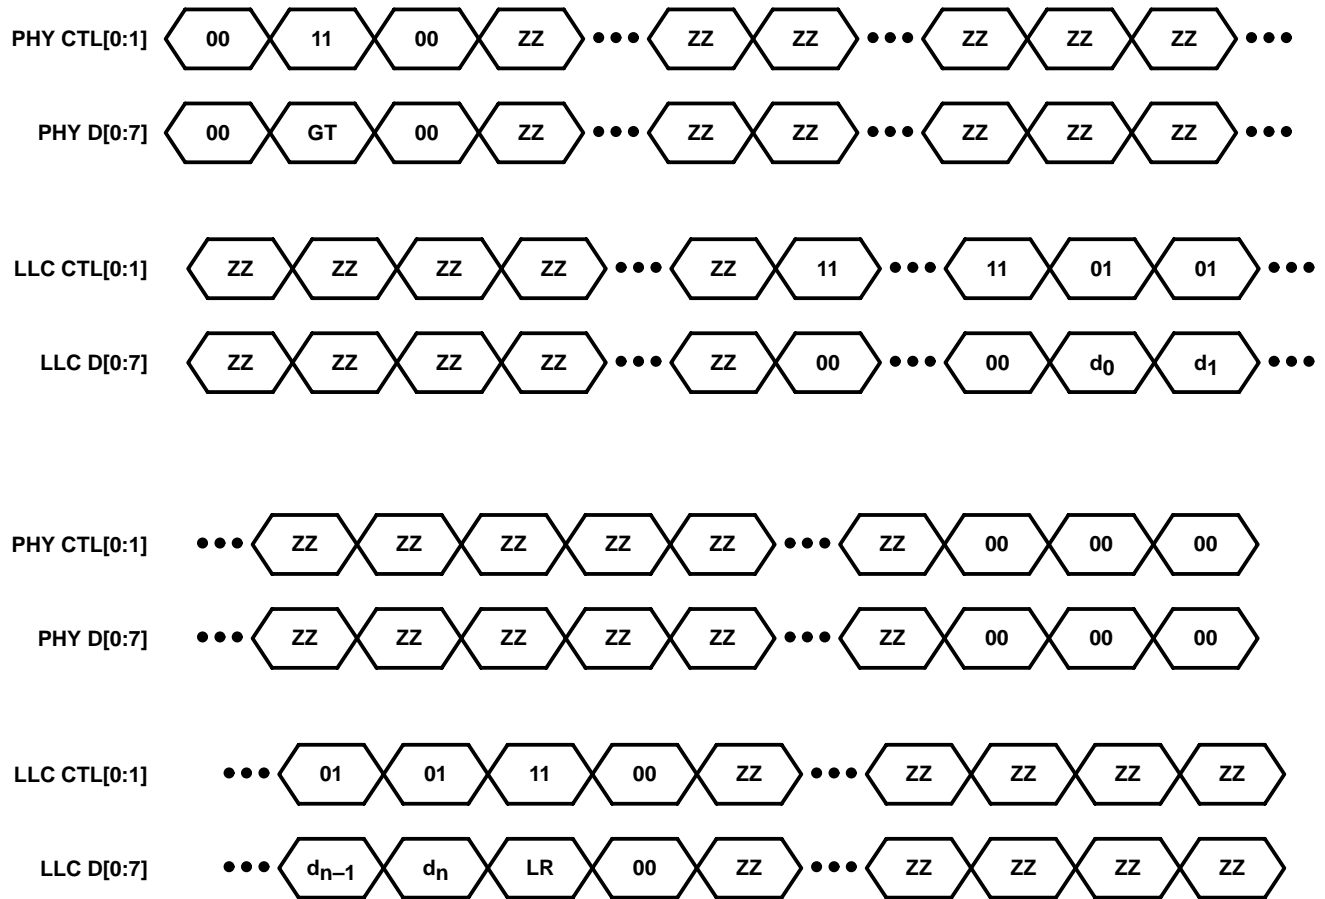 PHY CTL[0:1] 00 11 00 ZZ ••• ZZ ZZ ••• ZZ ZZ ZZ •••
PHY D[0:7] 00 GT 00 ZZ ••• ZZ ZZ ••• ZZ ZZ ZZ •••
LLC CTL[0:1] ZZ ZZ ZZ ZZ ••• ZZ 11 ••• 11 01 01 •••
LLC D[0:7] ZZ ZZ ZZ ZZ ••• ZZ 00 ••• 00 d0 d1 •••
PHY CTL[0:1] ••• ZZ ZZ ZZ ZZ ZZ ••• ZZ 00 00 00
PHY D[0:7] ••• ZZ ZZ ZZ ZZ ZZ ••• ZZ 00 00 00
LLC CTL[0:1] ••• 01 01 11 00 ZZ ••• ZZ ZZ ZZ ZZ
LLC D[0:7] ••• dn–1 dn LR 00 ZZ ••• ZZ ZZ ZZ ZZ